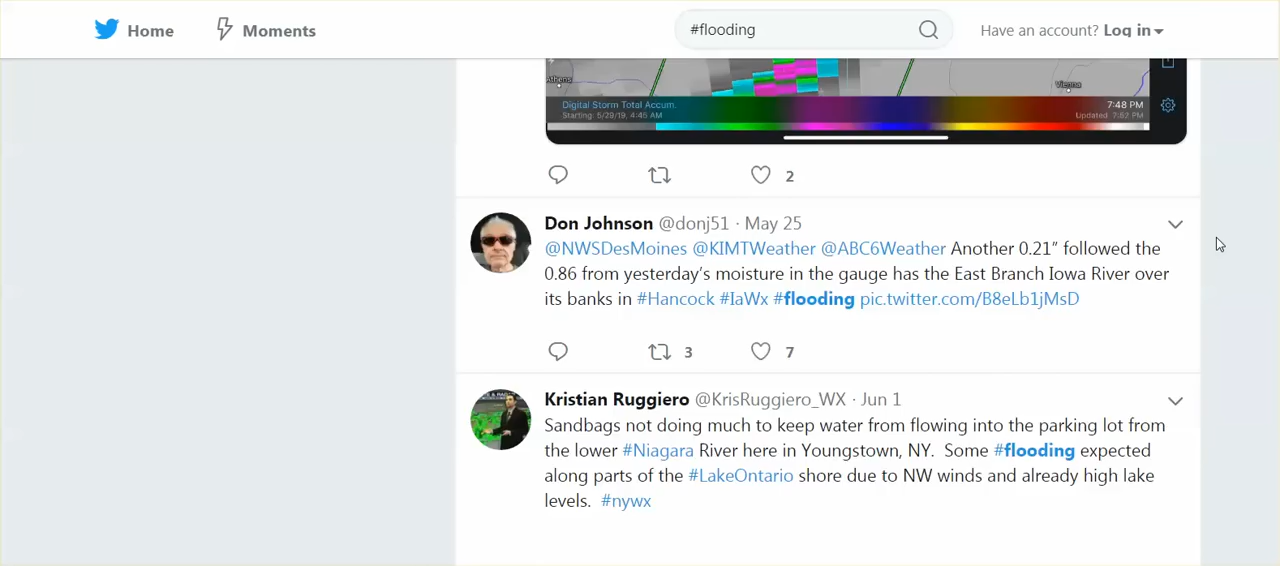 Home
Moments
#flooding
Have an account? Log in
Athens
Vienna
Digital Storm Total Accum.
Starting: 5/29/19, 4:45 AM
7:48 PM
Updated 7:52 PM
2
Don Johnson @donj51 · May 25
@NWSDesMoines @KIMTWeather @ABC6Weather Another 0.21” followed the
0.86 from yesterday’s moisture in the gauge has the East Branch Iowa River over
its banks in #Hancock #IaWx #flooding pic.twitter.com/B8eLb1jMsD
3
7
Kristian Ruggiero @KrisRuggiero_WX · Jun 1
Sandbags not doing much to keep water from flowing into the parking lot from
the lower #Niagara River here in Youngstown, NY. Some #flooding expected
along parts of the #LakeOntario shore due to NW winds and already high lake
levels. #nywx